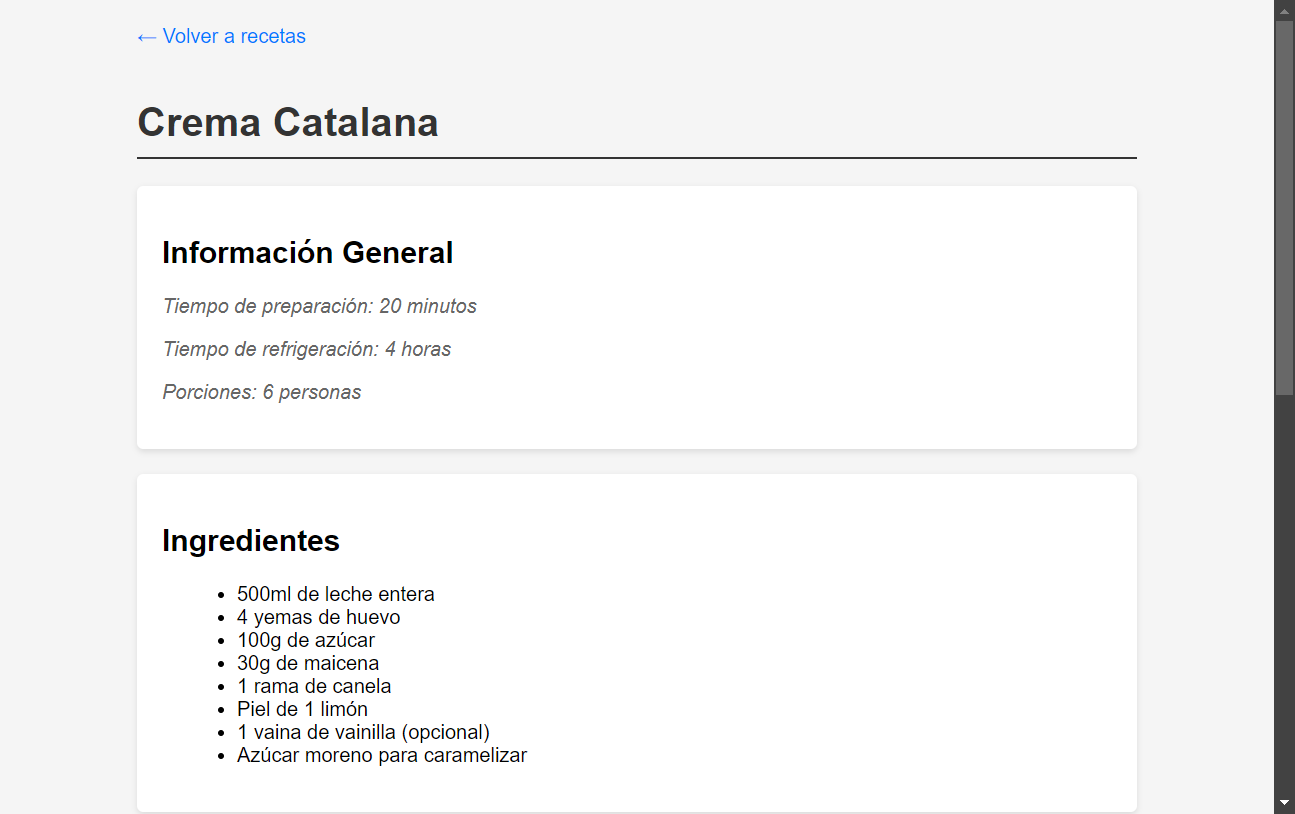 ← Volver a recetas
Crema Catalana
Información General
Tiempo de preparación: 20 minutos
Tiempo de refrigeración: 4 horas
Porciones: 6 personas
Ingredientes
• 500ml de leche entera
• 4 yemas de huevo
• 100g de azúcar
• 30g de maicena
• 1 rama de canela
• Piel de 1 limón
• 1 vaina de vainilla (opcional)
• Azúcar moreno para caramelizar